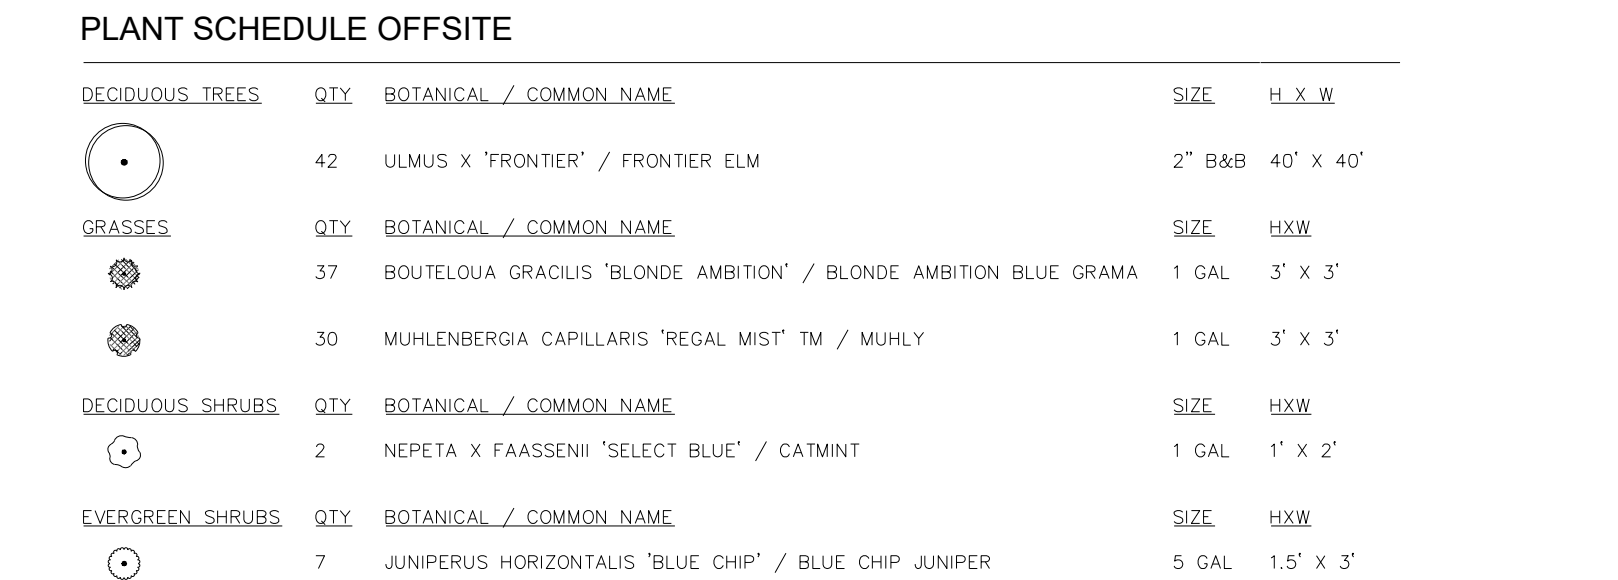 PLANT SCHEDULE OFFSITE
DECIDUOUS TREES QTY BOTANICAL / COMMON NAME SIZE H X W
42 ULMUS X 'FRONTIER' / FRONTIER ELM 2" B&B 40' X 40'
GRASSES QTY BOTANICAL / COMMON NAME SIZE HXW
37 BOUTELOUA GRACILIS 'BLONDE AMBITION' / BLONDE AMBITION BLUE GRAMA 1 GAL 3' X 3'
30 MUHLENBERGIA CAPILLARIS 'REGAL MIST' TM / MUHLY 1 GAL 3' X 3'
DECIDUOUS SHRUBS QTY BOTANICAL / COMMON NAME SIZE HXW
2 NEPETA X FAASSENII 'SELECT BLUE' / CATMINT 1 GAL 1' X 2'
EVERGREEN SHRUBS QTY BOTANICAL / COMMON NAME SIZE HXW
7 JUNIPERUS HORIZONTALIS 'BLUE CHIP' / BLUE CHIP JUNIPER 5 GAL 1.5' X 3'